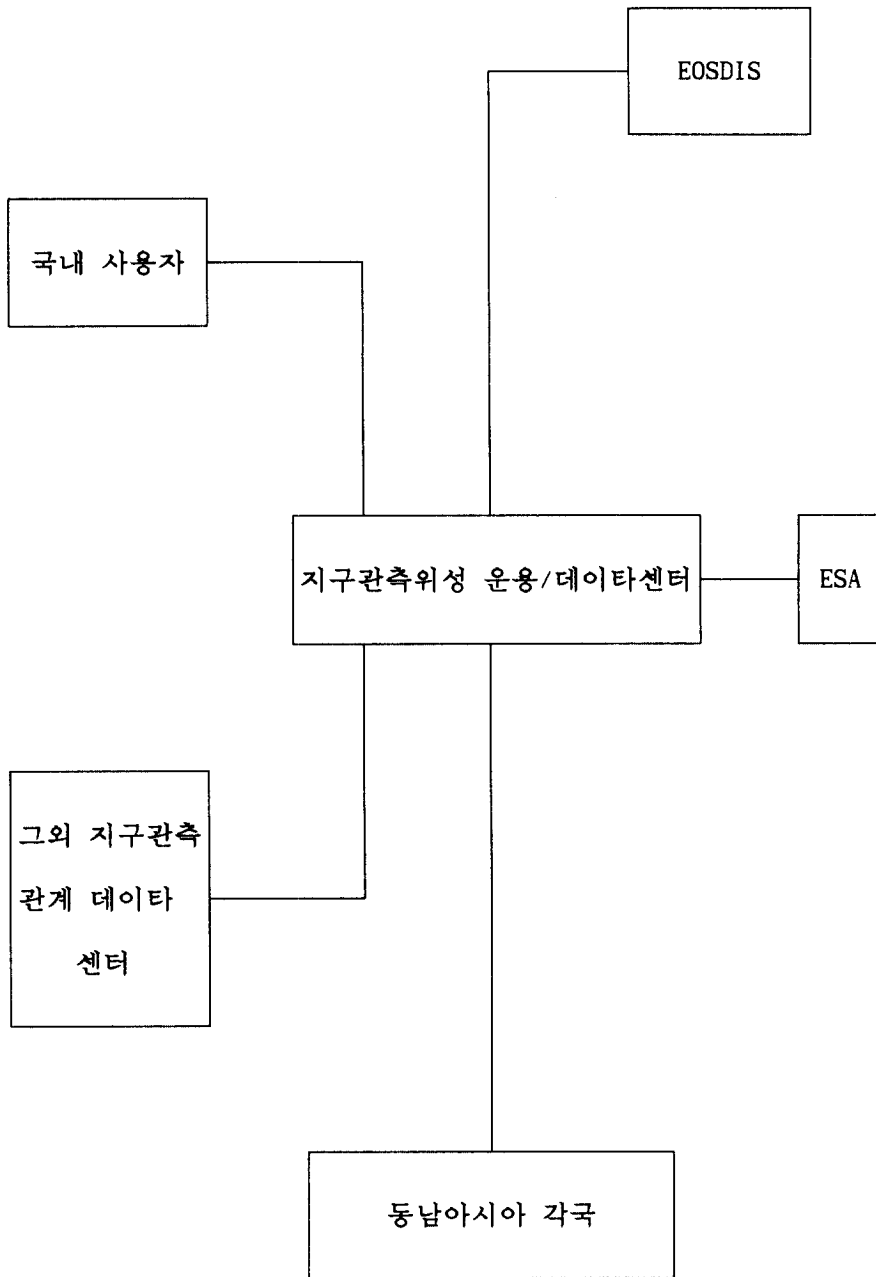 EOSDIS
국내 사용자
지구관측위성 운용/데이타센터
ESA
그외 지구관측
관계 데이타
센터
동남아시아 각국